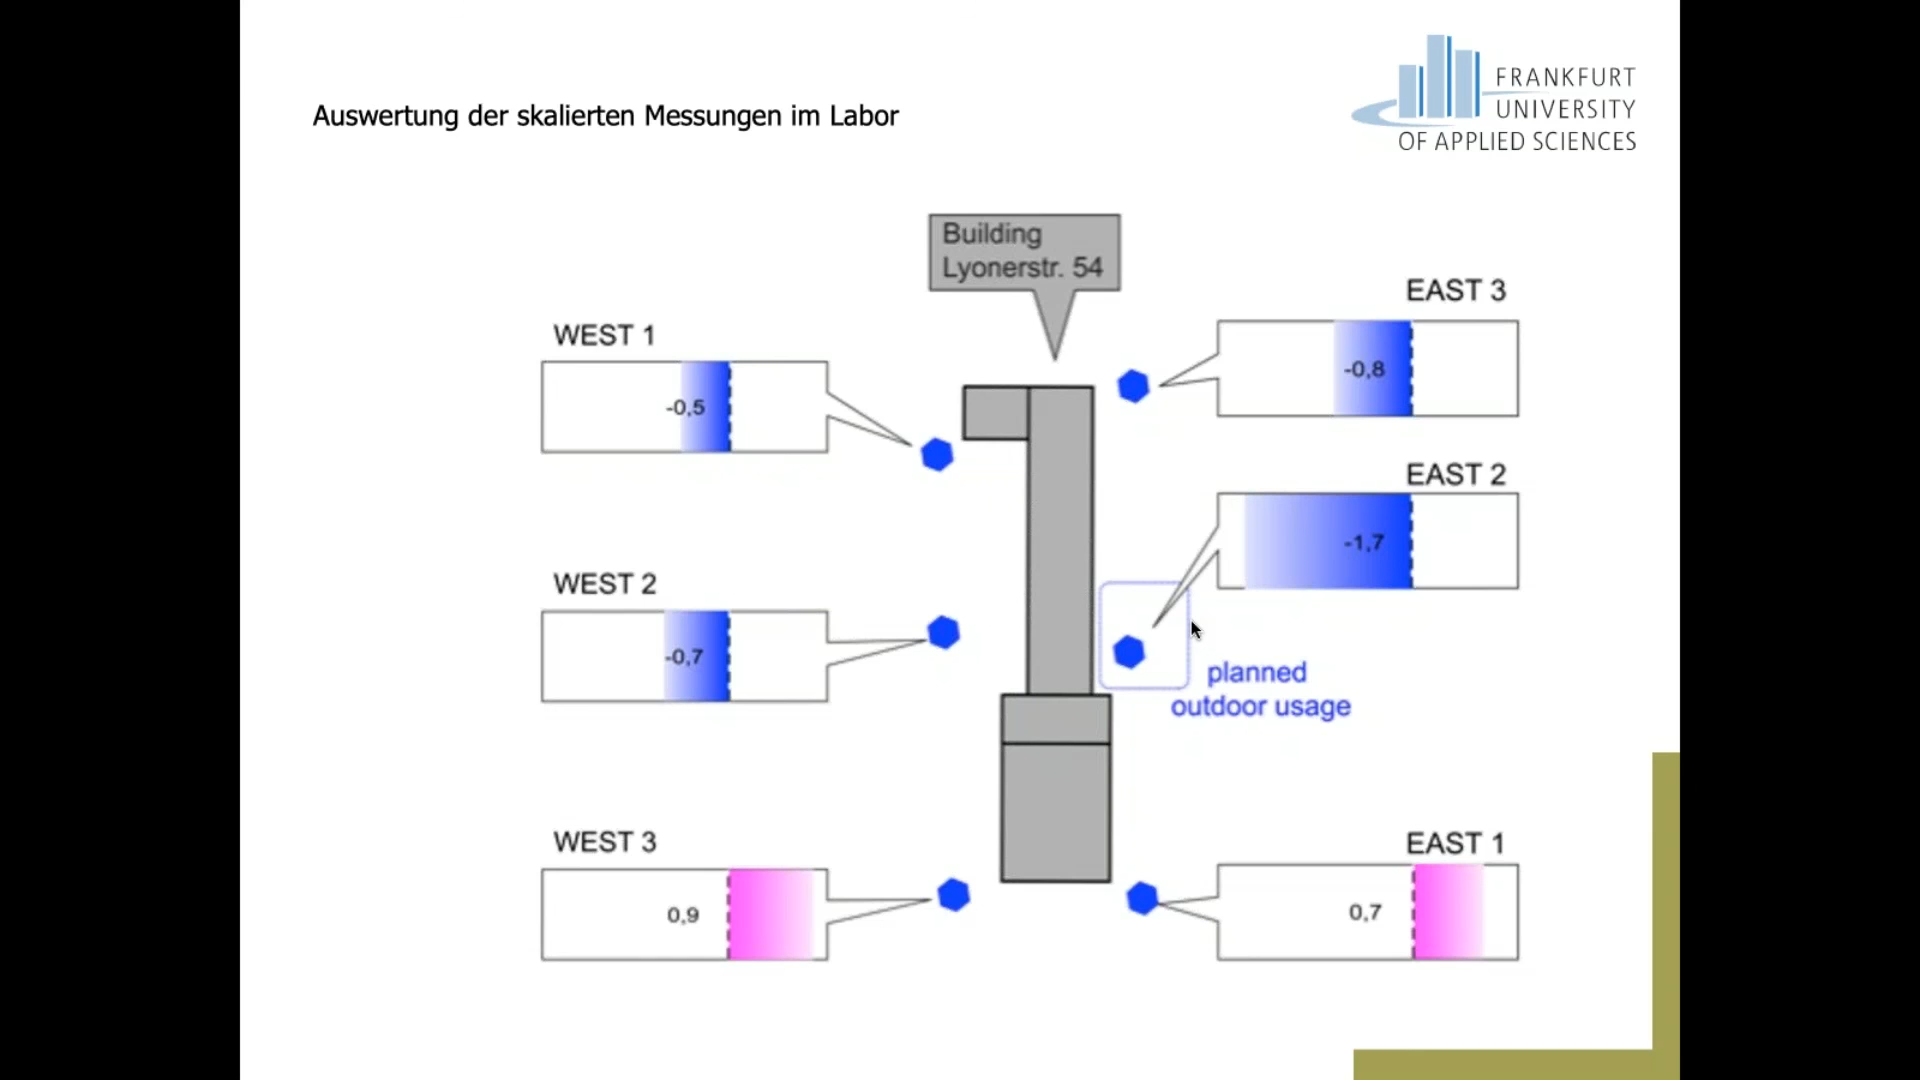 Auswertung der skalierten Messungen im Labor
FRANKFURT
UNIVERSITY
OF APPLIED SCIENCES
Building
Lyonerstr. 54
WEST 1
-0,5
EAST 3
-0,8
EAST 2
-1,7
WEST 2
-0,7
planned
outdoor usage
WEST 3
0,9
EAST 1
0,7